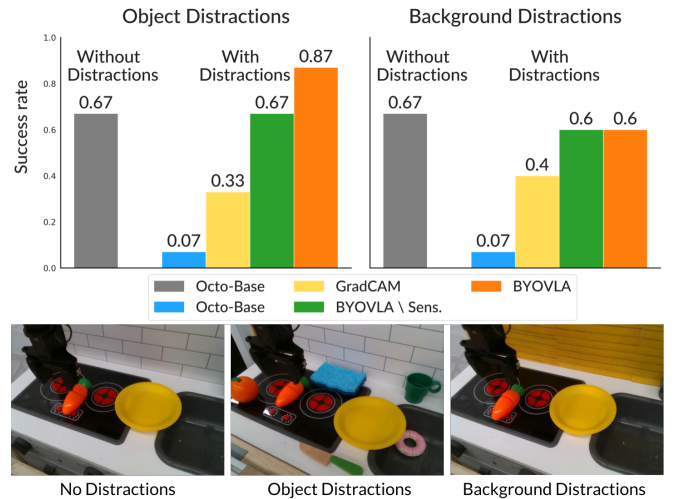 Object Distractions
Background Distractions
Success rate
1.0
0.8
0.6
0.4
0.2
0.0
Without
Distractions
With
Distractions
0.67
0.07
0.33
0.67
0.87
Without
Distractions
With
Distractions
0.67
0.07
0.4
0.6
0.6
Octo-Base
GradCAM
BYOVLA
Octo-Base
BYOVLA \ Sens.
No Distractions
Object Distractions
Background Distractions